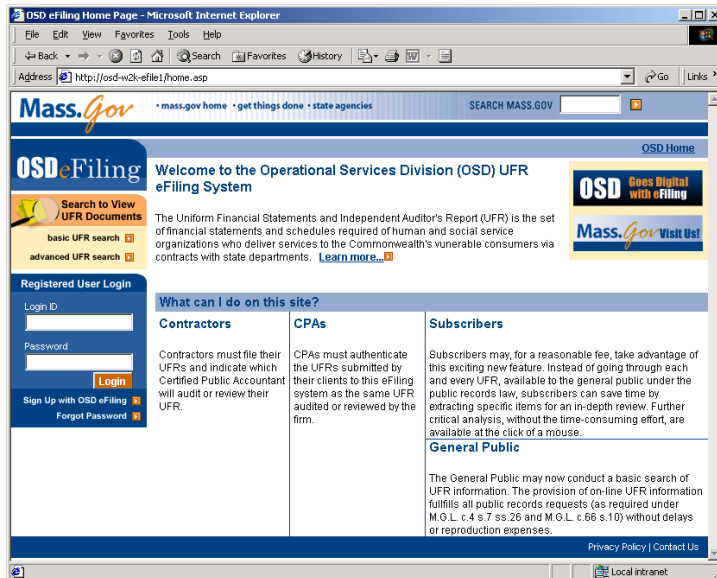 OSD eFiling Home Page - Microsoft Internet Explorer
File Edit View Favorites Tools Help
Back Search Favorites History
Address http://osd-w2k-efile1/home.asp Go Links »
Mass.Gov • mass.gov home • get things done • state agencies SEARCH MASS.GOV
OSD Home
OSDeFiling
Search to View
UFR Documents
basic UFR search
advanced UFR search
Registered User Login
Login ID
Password
Login
Sign Up with OSD eFiling
Forgot Password
Welcome to the Operational Services Division (OSD) UFR
eFiling System
The Uniform Financial Statements and Independent Auditor's Report (UFR) is the set
of financial statements and schedules required of human and social service
organizations who deliver services to the Commonwealth's vunerable consumers via
contracts with state departments. Learn more...
OSD Goes Digital
with eFiling
Mass.Gov Visit Us!
What can I do on this site?
Contractors
Contractors must file their
UFRs and indicate which
Certified Public Accountant
will audit or review their
UFR.
CPAs
CPAs must authenticate
the UFRs submitted by
their clients to this eFiling
system as the same UFR
audited or reviewed by the
firm.
Subscribers
Subscribers may, for a reasonable fee, take advantage of
this exciting new feature. Instead of going through each
and every UFR, available to the general public under the
public records law, subscribers can save time by
extracting specific items for an in-depth review. Further
critical analysis, without the time-consuming effort, are
available at the click of a mouse.
General Public
The General Public may now conduct a basic search of
UFR information. The provision of on-line UFR information
fullfills all public records requests (as required under
M.G.L. c.4 s.7 ss.26 and M.G.L. c.66 s.10) without delays
or reproduction expenses.
Privacy Policy | Contact Us
Local intranet